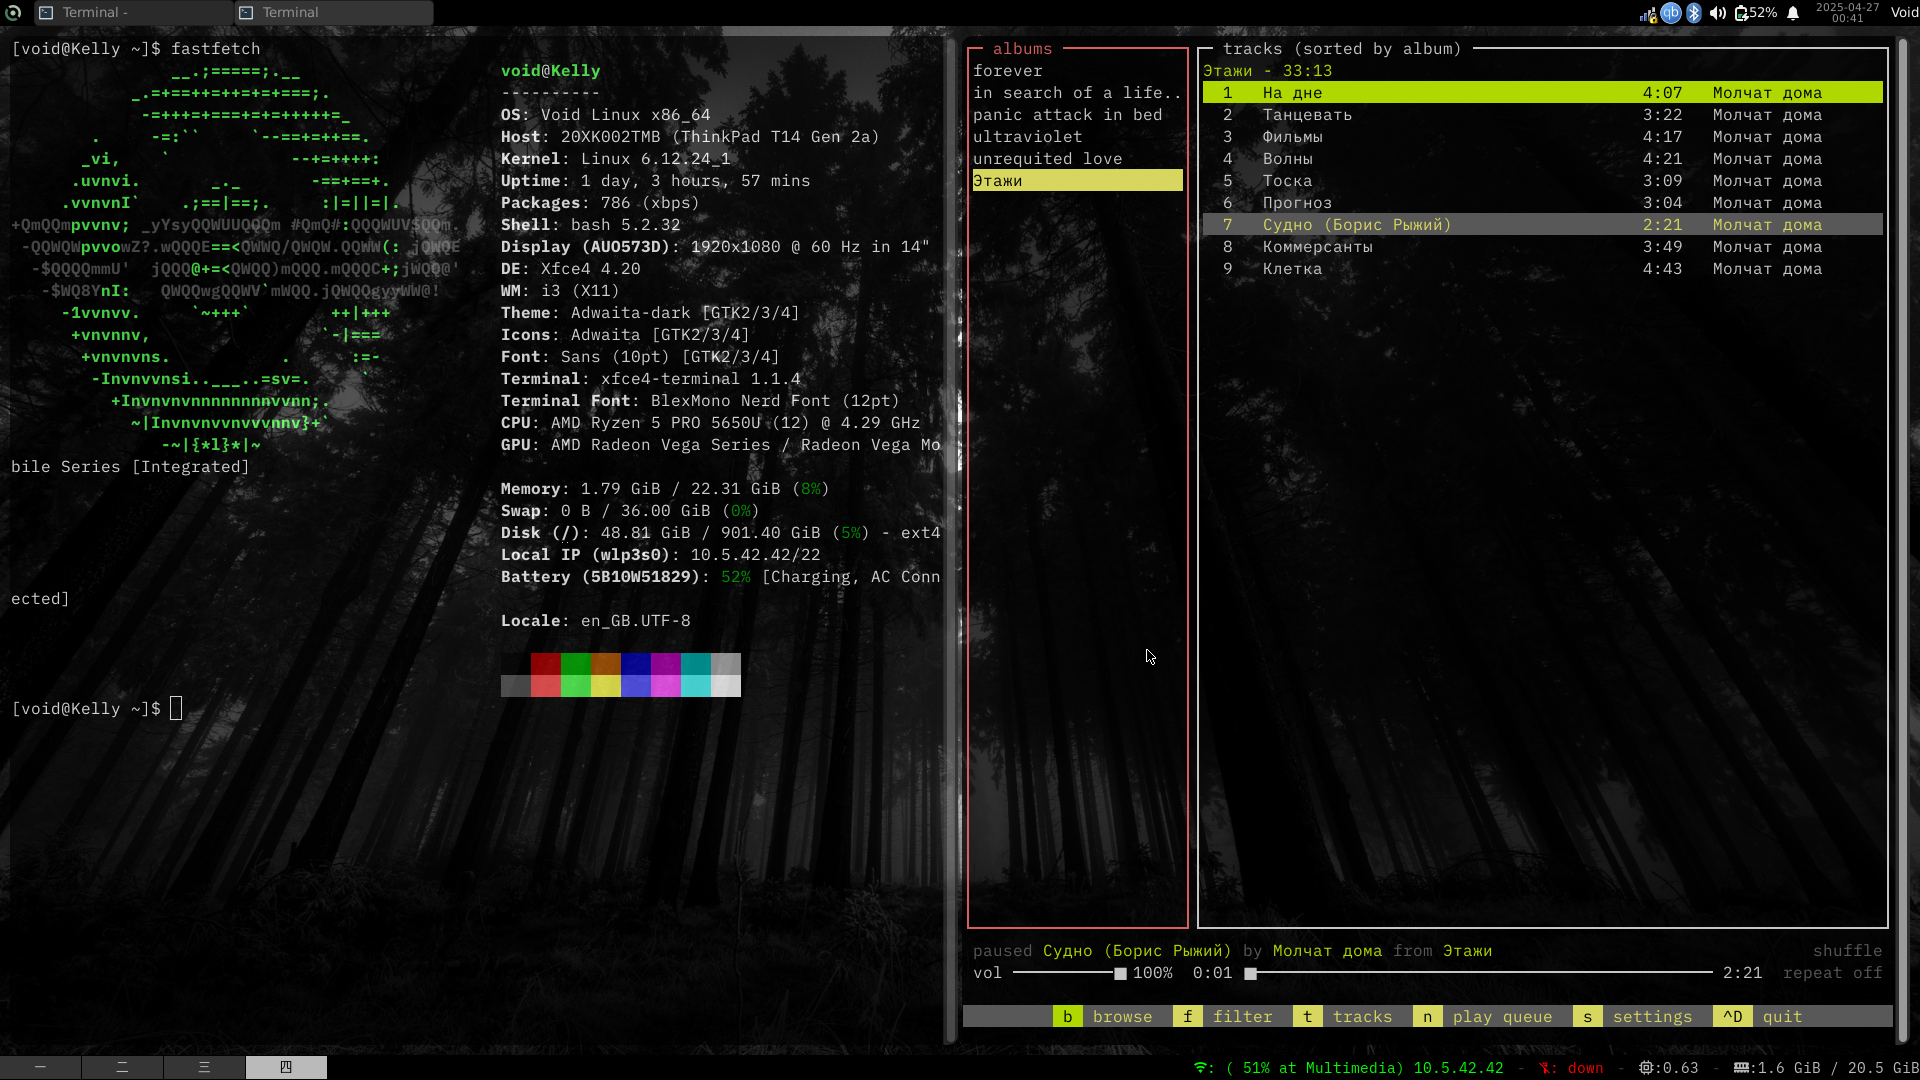 Terminal -
Terminal
52%
2025-04-27
00:41
Void
[void@Kelly ~]$ fastfetch
void@Kelly
----------
OS: Void Linux x86_64
Host: 20XK002TMB (ThinkPad T14 Gen 2a)
Kernel: Linux 6.12.24_1
Uptime: 1 day, 3 hours, 57 mins
Packages: 786 (xbps)
Shell: bash 5.2.32
Display (AUO573D): 1920x1080 @ 60 Hz in 14"
DE: Xfce4 4.20
WM: i3 (X11)
Theme: Adwaita-dark [GTK2/3/4]
Icons: Adwaita [GTK2/3/4]
Font: Sans (10pt) [GTK2/3/4]
Terminal: xfce4-terminal 1.1.4
Terminal Font: BlexMono Nerd Font (12pt)
CPU: AMD Ryzen 5 PRO 5650U (12) @ 4.29 GHz
GPU: AMD Radeon Vega Series / Radeon Vega Mo
bile Series [Integrated]
Memory: 1.79 GiB / 22.31 GiB (8%)
Swap: 0 B / 36.00 GiB (0%)
Disk (/): 48.81 GiB / 901.40 GiB (5%) - ext4
Local IP (wlp3s0): 10.5.42.42/22
Battery (5B10W51829): 52% [Charging, AC Conn
ected]
Locale: en_GB.UTF-8
[void@Kelly ~]$
albums
forever
in search of a life..
panic attack in bed
ultraviolet
unrequited love
Этажи
tracks (sorted by album)
Этажи - 33:13
1 На дне 4:07 Молчат дома
2 Танцевать 3:22 Молчат дома
3 Фильмы 4:17 Молчат дома
4 Волны 4:21 Молчат дома
5 Тоска 3:09 Молчат дома
6 Прогноз 3:04 Молчат дома
7 Судно (Борис Рыжий) 2:21 Молчат дома
8 Коммерсанты 3:49 Молчат дома
9 Клетка 4:43 Молчат дома
paused Судно (Борис Рыжий) by Молчат дома from Этажи shuffle
vol 100% 0:01 2:21 repeat off
b browse f filter t tracks n play queue s settings ^D quit
一 二 三 四
: ( 51% at Multimedia) 10.5.42.42 - : down - :0.63 - :1.6 GiB / 20.5 GiB